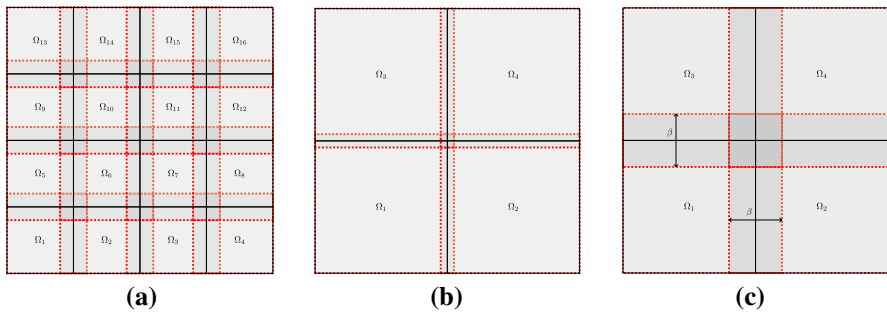 Ω₁₃ Ω₁₄ Ω₁₅ Ω₁₆
Ω₉ Ω₁₀ Ω₁₁ Ω₁₂
Ω₅ Ω₆ Ω₇ Ω₈
Ω₁ Ω₂ Ω₃ Ω₄
(a)
Ω₃ Ω₄
Ω₁ Ω₂
(b)
Ω₃ Ω₄
β
Ω₁ Ω₂
β
(c)